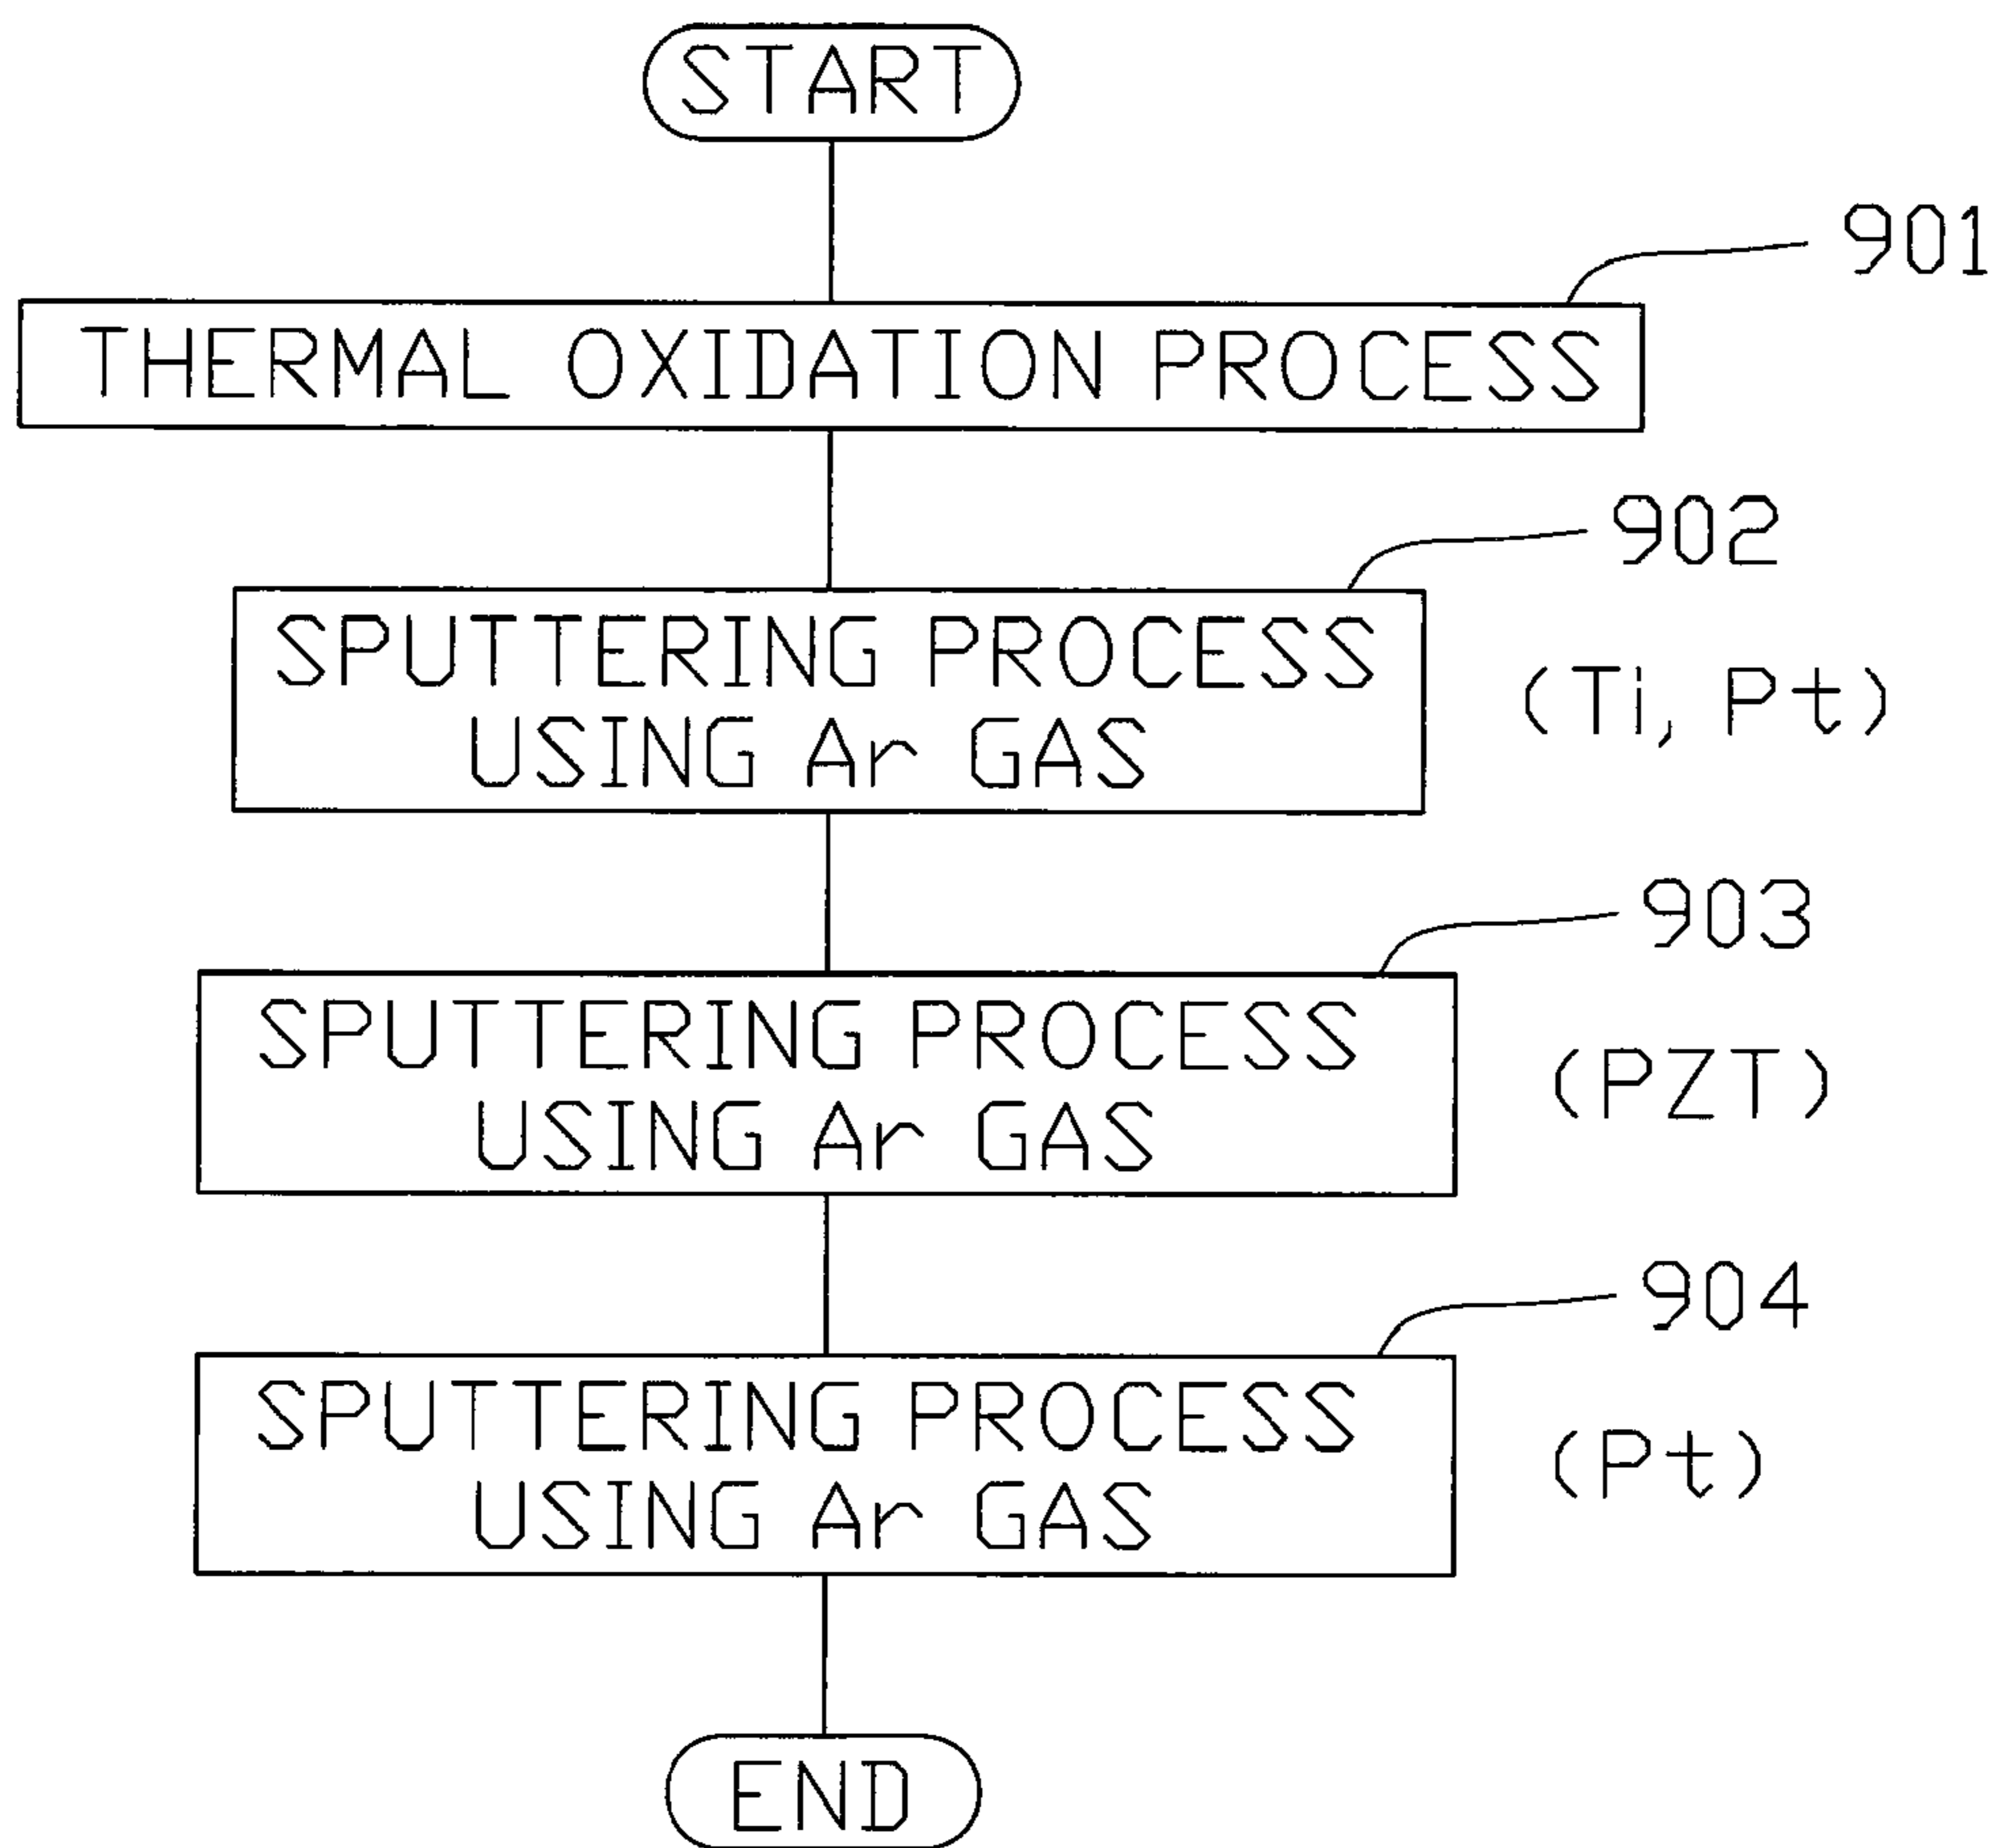 START
901
THERMAL OXIDATION PROCESS
902
SPUTTERING PROCESS
USING Ar GAS
(Ti, Pt)
903
SPUTTERING PROCESS
USING Ar GAS
(PZT)
904
SPUTTERING PROCESS
USING Ar GAS
(Pt)
END